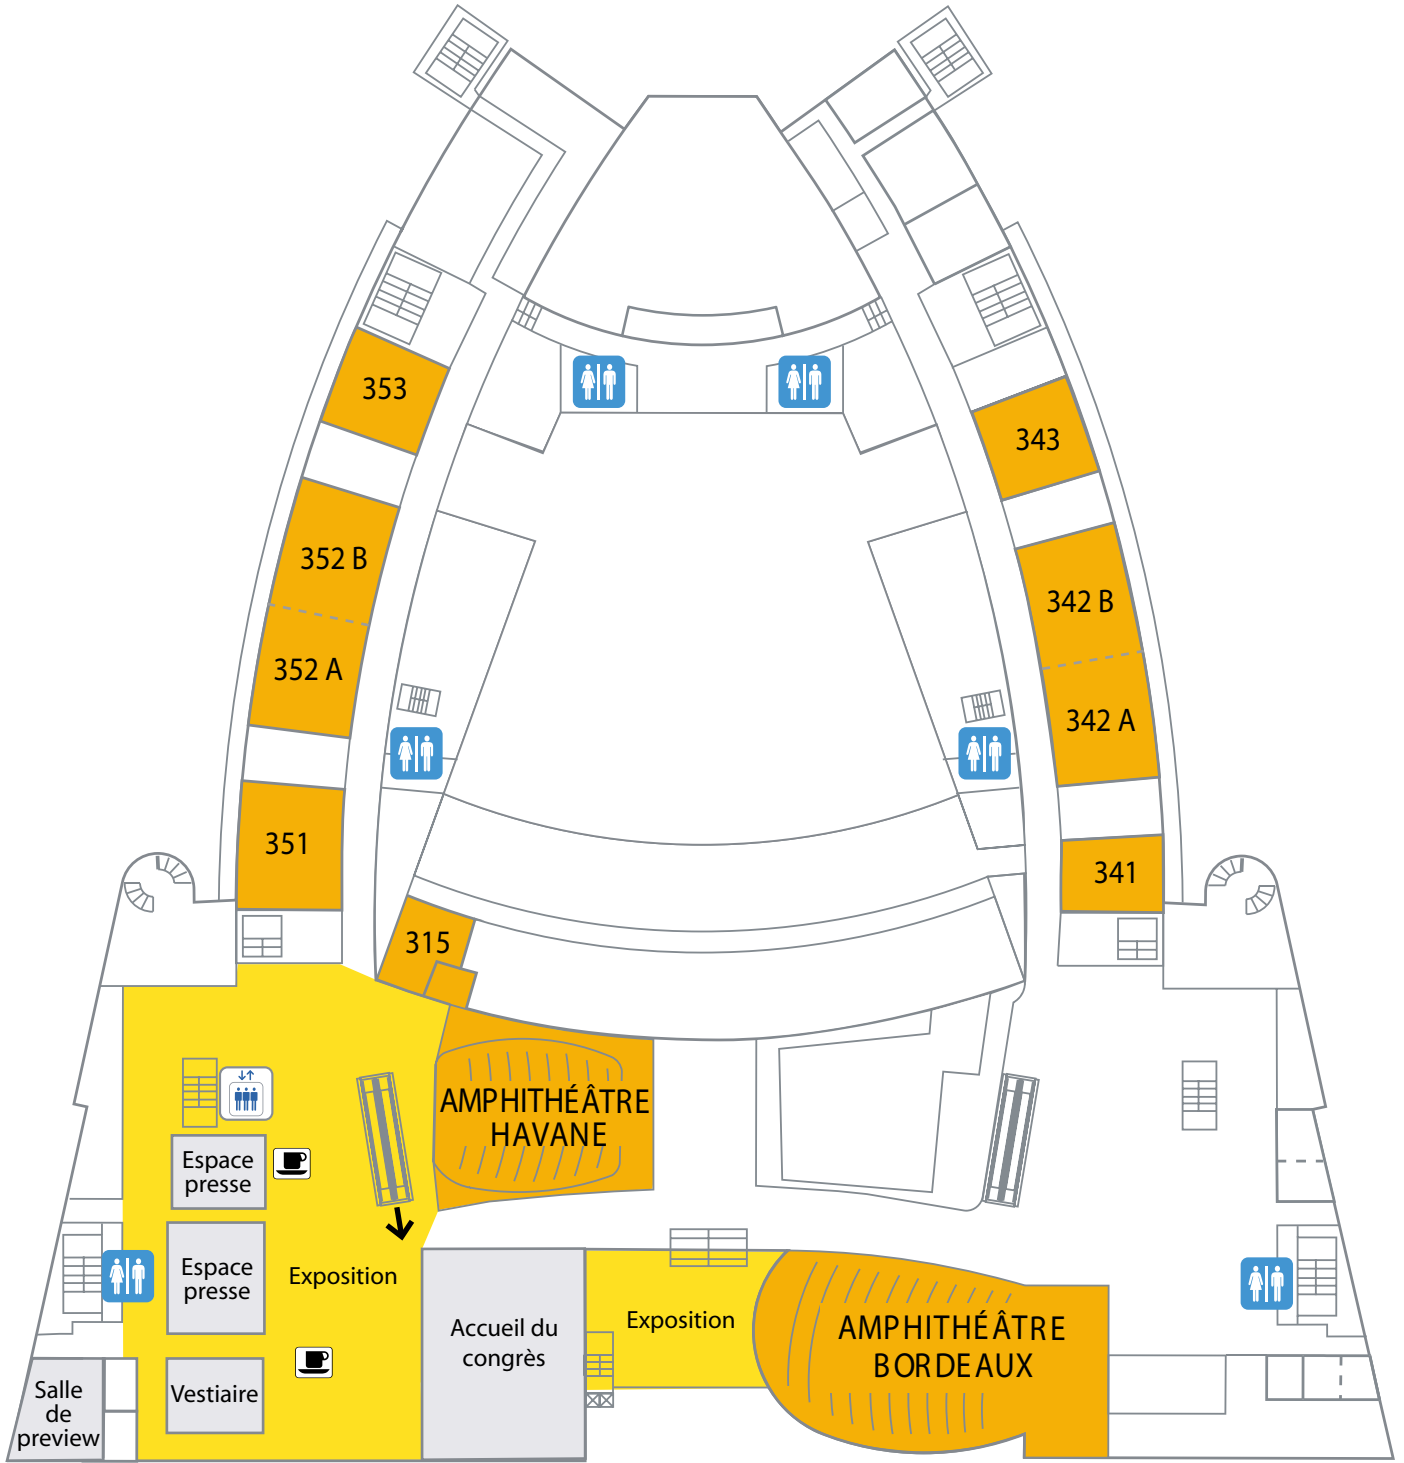 353
343
352 B
342 B
352 A
342 A
351
341
315
AMPHITHÉÂTRE
HAVANE
Espace
presse
Espace
presse
Exposition
Accueil du
congrès
Exposition
AMPHITHÉÂTRE
BORDEAUX
Vestiaire
Salle
de
preview